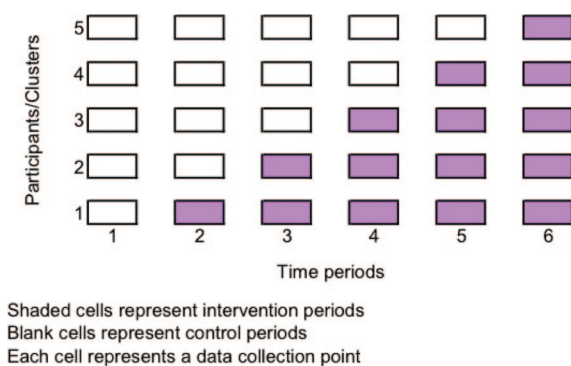 Participants/Clusters
5
4
3
2
1
1 2 3 4 5 6
Time periods
Shaded cells represent intervention periods
Blank cells represent control periods
Each cell represents a data collection point